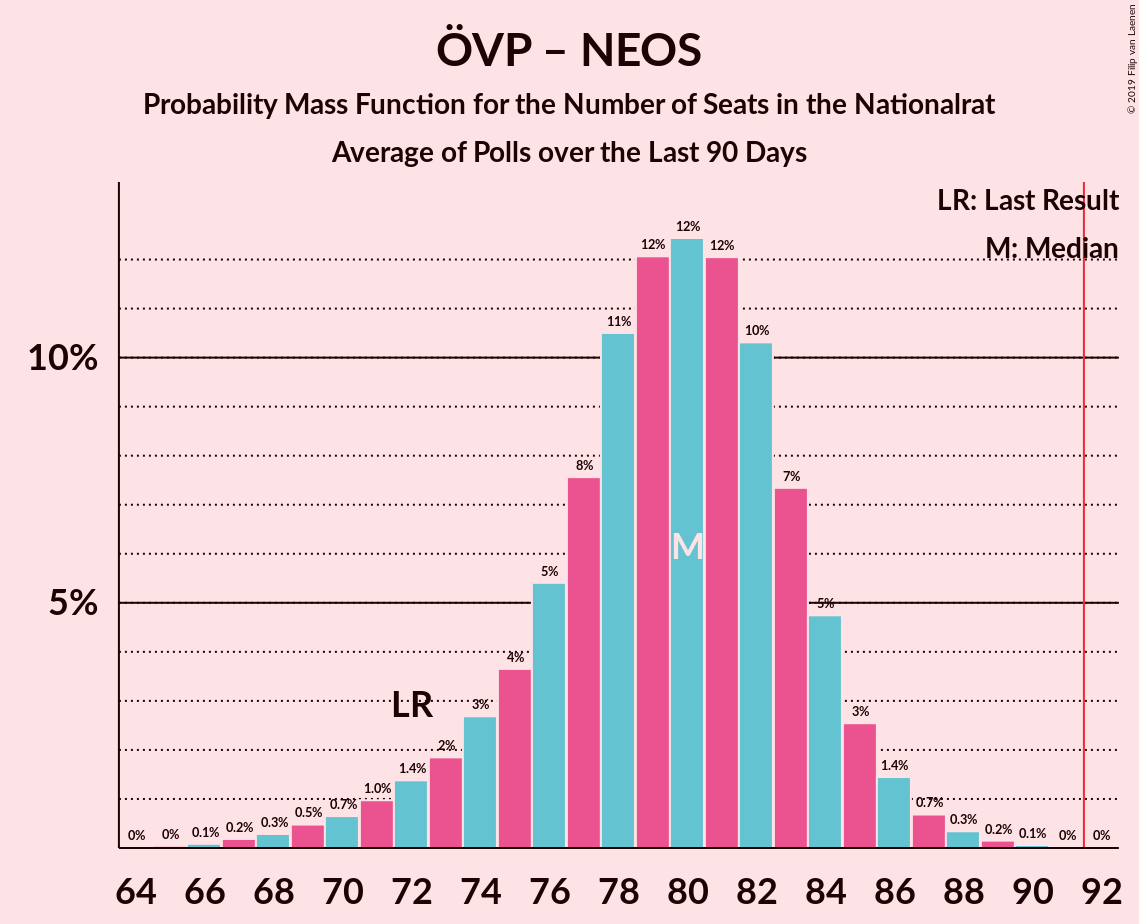 ÖVP – NEOS
Probability Mass Function for the Number of Seats in the Nationalrat
Average of Polls over the Last 90 Days
© 2019 Filip van Laenen
LR: Last Result
M: Median
12%
12%
12%
11%
10%
10%
8%
7%
M
5%
5%
5%
4%
LR
3%
3%
2%
1.4%
1.4%
1.0%
0.7%
0.7%
0.5%
0.3%
0.3%
0.2%
0.2%
0% 0% 0.1% 0.1% 0% 0%
64 66 68 70 72 74 76 78 80 82 84 86 88 90 92